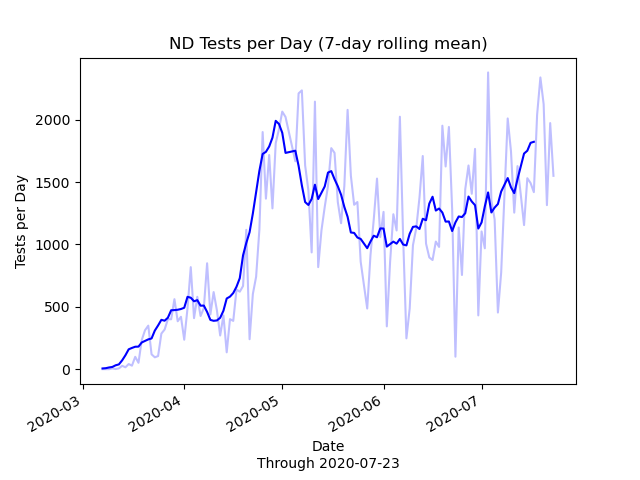 ND Tests per Day (7-day rolling mean)
Tests per Day
2000
1500
1000
500
0
2020-03
2020-04
2020-05
2020-06
2020-07
Date
Through 2020-07-23